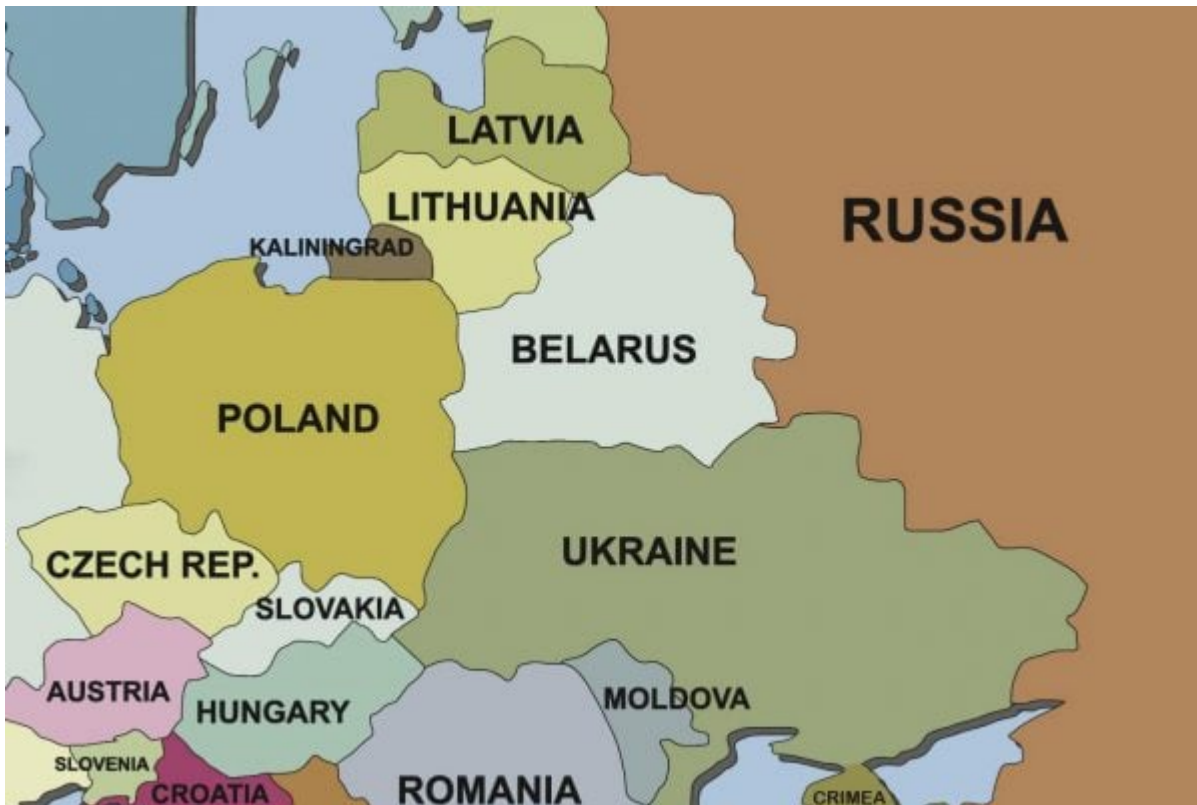 LATVIA
LITHUANIA
RUSSIA
KALININGRAD
BELARUS
POLAND
UKRAINE
CZECH REP.
SLOVAKIA
AUSTRIA
HUNGARY
MOLDOVA
SLOVENIA
CROATIA
ROMANIA
CRIMEA